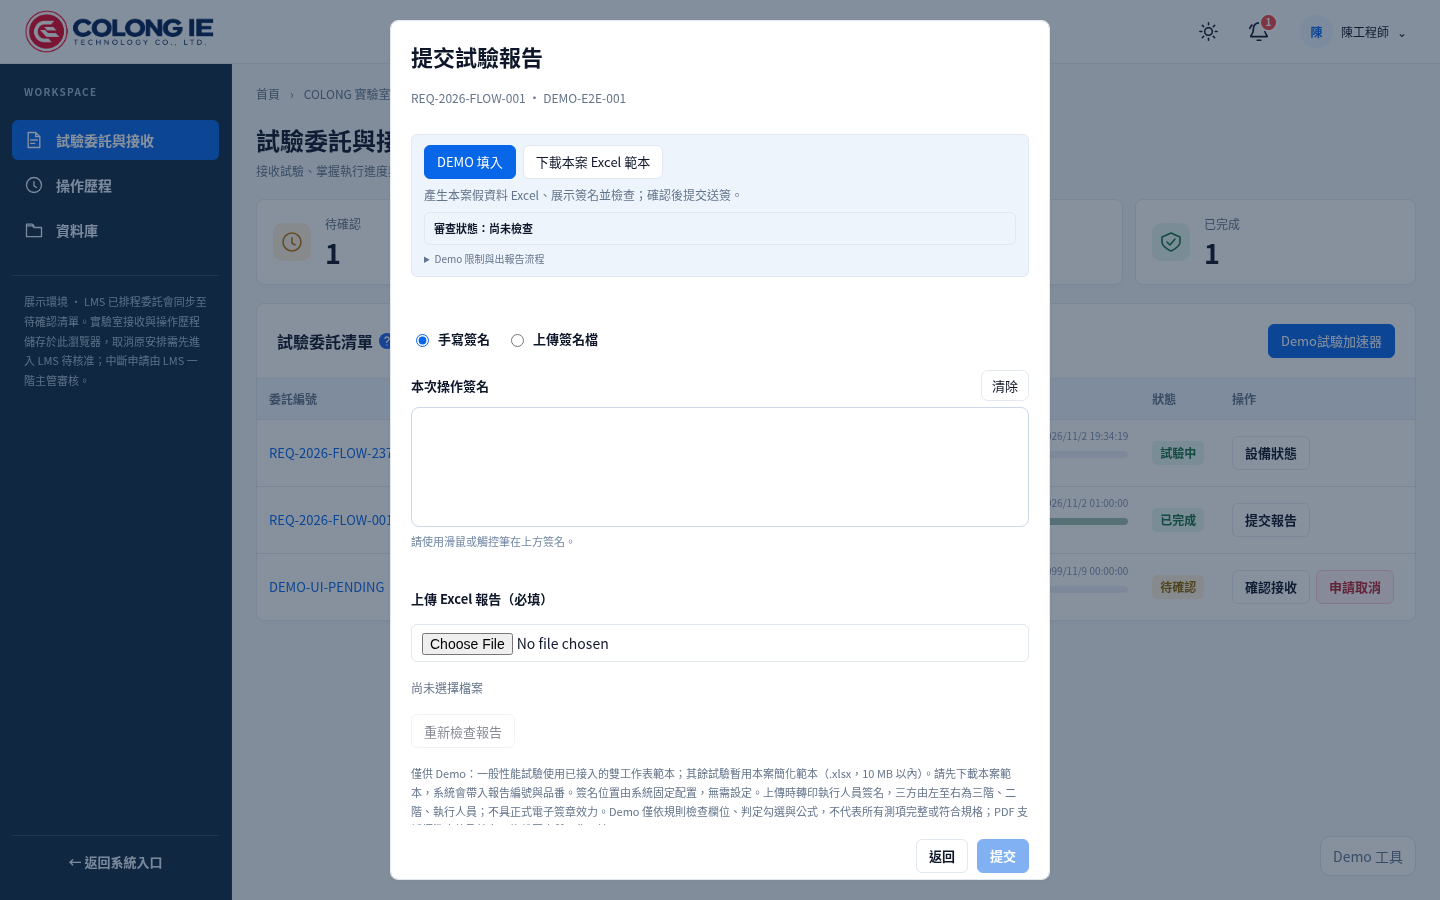 COLONG IE
TECHNOLOGY CO., LTD.
1
陳
陳工程師
WORKSPACE
試驗委託與接收
操作歷程
資料庫
展示環境 · LMS 已排程委託會同步至
待確認清單。實驗室接收與操作歷程
儲存於此瀏覽器，取消原安排需先進
入 LMS 待核准；中斷申請由 LMS 一
階主管審核。
← 返回系統入口
首頁 › COLONG 實驗室
試驗委託與接
接收試驗、掌握執行進度
待確認
1
已完成
1
試驗委託清單 ?
Demo試驗加速器
委託編號
狀態
操作
REQ-2026-FLOW-237
26/11/2 19:34:19
試驗中
設備狀態
REQ-2026-FLOW-001
26/11/2 01:00:00
已完成
提交報告
DEMO-UI-PENDING
99/11/9 00:00:00
待確認
確認接收
申請取消
Demo 工具
提交試驗報告
REQ-2026-FLOW-001 · DEMO-E2E-001
DEMO 填入
下載本案 Excel 範本
產生本案假資料 Excel、展示簽名並檢查；確認後提交送簽。
審查狀態：尚未檢查
▶ Demo 限制與出報告流程
手寫簽名
上傳簽名檔
本次操作簽名
清除
請使用滑鼠或觸控筆在上方簽名。
上傳 Excel 報告（必填）
Choose File No file chosen
尚未選擇檔案
重新檢查報告
僅供 Demo：一般性能試驗使用已接入的雙工作表範本；其餘試驗暫用本案簡化範本（.xlsx，10 MB 以內）。請先下載本案範
本，系統會帶入報告編號與品番。簽名位置由系統固定配置，無需設定。上傳時轉印執行人員簽名，三方由左至右為三階、二
階、執行人員；不具正式電子簽章效力。Demo 僅依規則檢查欄位、判定勾選與公式，不代表所有測項完整或符合規格；PDF 支
返回
提交